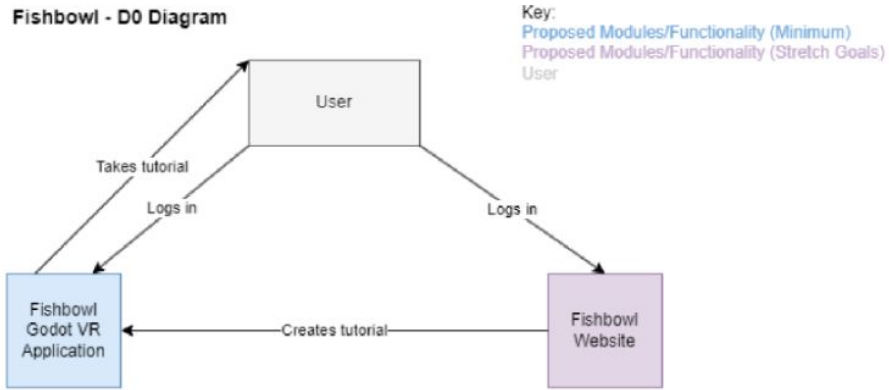 Fishbowl - D0 Diagram
Key:
Proposed Modules/Functionality (Minimum)
Proposed Modules/Functionality (Stretch Goals)
User
User
Takes tutorial
Logs in
Logs in
Fishbowl
Godot VR
Application
Creates tutorial
Fishbowl
Website